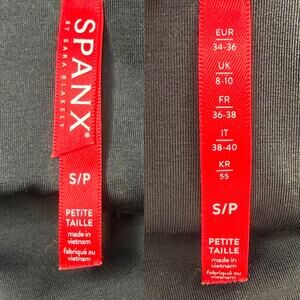 SPANX®
BY SARA BLAKELY
S/P
PETITE
TAILLE
made in
vietnam
fabriqué au
vietnam
EUR
34-36
UK
8-10
FR
36-38
IT
38-40
KR
55
S/P
PETITE
TAILLE
made in
vietnam
fabriqué au
vietnam